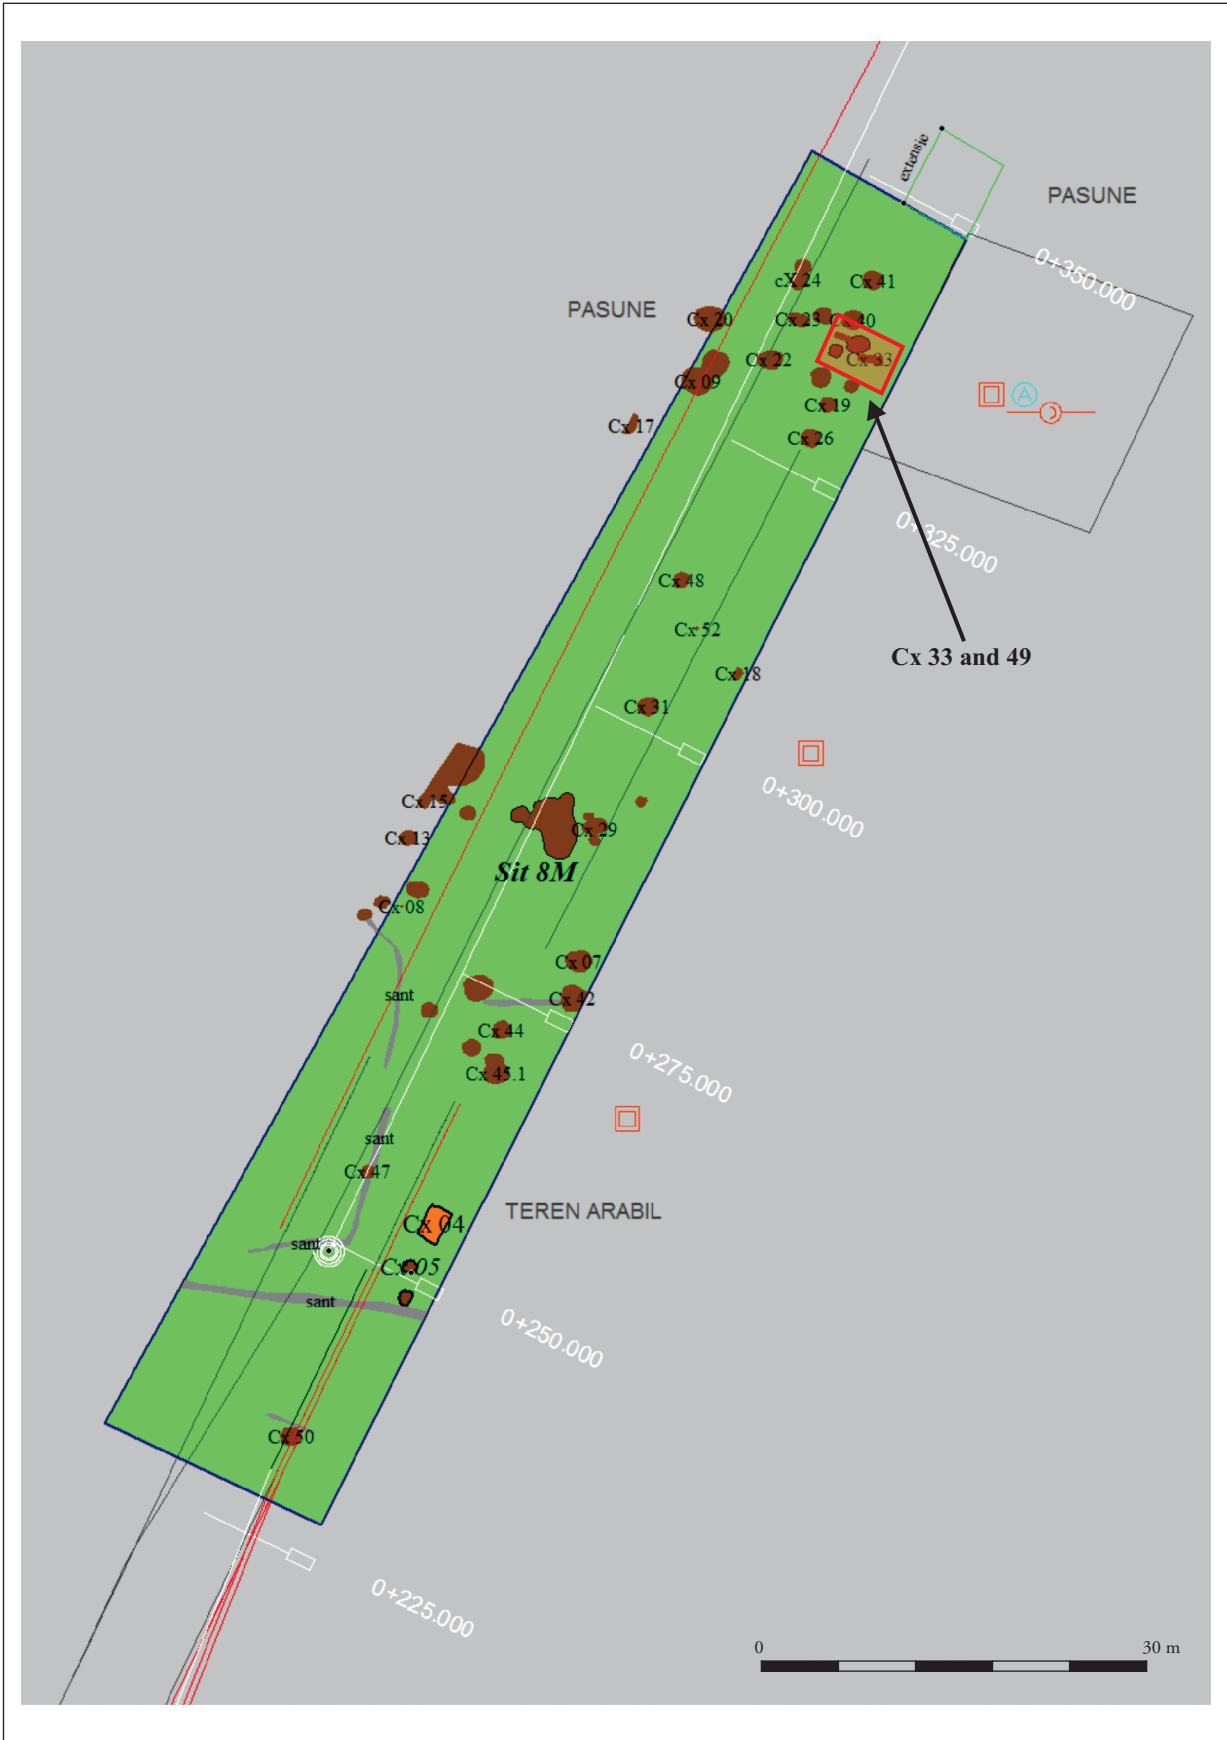 extensie
PASUNE
0+350.000
cX 24
Cx 41
PASUNE
Cx 20
Cx 23
Cx 40
Cx 22
Cx 33
Cx 09
A
Cx 19
Cx 17
Cx 26
0+325.000
Cx 48
Cx 52
Cx 33 and 49
Cx 18
Cx 31
0+300.000
Cx 15
Cx 29
Cx 13
Sit 8M
Cx 08
Cx 07
sant
Cx 42
Cx 44
0+275.000
Cx 45.1
sant
Cx 47
TEREN ARABIL
Cx 04
sant
Cx 05
sant
0+250.000
Cx 50
0+225.000
0 30 m